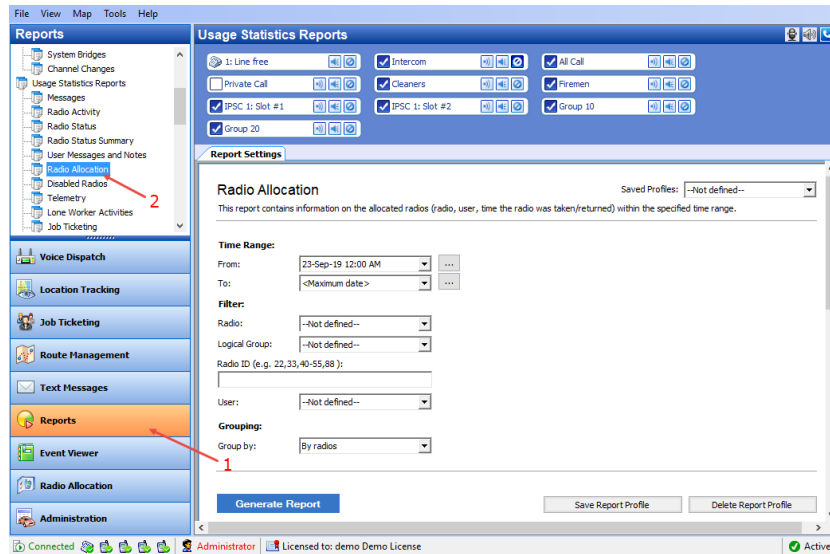 File View Map Tools Help
Reports
System Bridges
Channel Changes
Usage Statistics Reports
Messages
Radio Activity
Radio Status
Radio Status Summary
User Messages and Notes
Radio Allocation
Disabled Radios
Telemetry
Lone Worker Activities
Job Ticketing
2
Voice Dispatch
Location Tracking
Job Ticketing
Route Management
Text Messages
Reports
1
Event Viewer
Radio Allocation
Administration
Usage Statistics Reports
1: Line free Intercom All Call
Private Call Cleaners Firemen
IPSC 1: Slot #1 IPSC 1: Slot #2 Group 10
Group 20
Report Settings
Radio Allocation Saved Profiles: --Not defined--
This report contains information on the allocated radios (radio, user, time the radio was taken/returned) within the specified time range.
Time Range:
From: 23-Sep-19 12:00 AM ...
To: <Maximum date> ...
Filter:
Radio: --Not defined--
Logical Group: --Not defined--
Radio ID (e.g. 22,33,40-55,88 ):
User: --Not defined--
Grouping:
Group by: By radios
Generate Report Save Report Profile Delete Report Profile
Connected Administrator Licensed to: demo Demo License Active